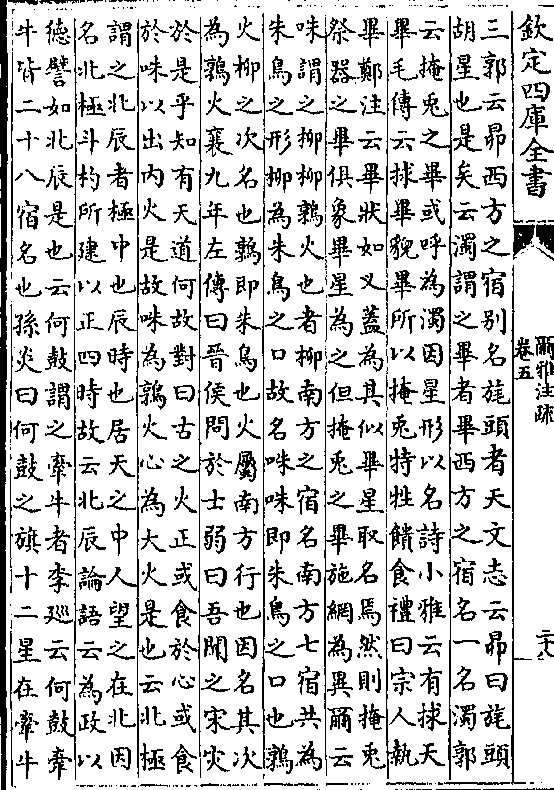 欽定四庫全書
爾雅注疏
卷五
二十八
三郭云昴西方之宿別名旄頭者天文志云昴曰旄頭
胡星也是矣云濁謂之畢者畢西方之宿名一名濁郭
云掩兎之畢或呼為濁因星形以名詩小雅云有捄天
畢毛傳云捄畢貌畢所以掩兎特牲饋食禮曰宗人執
畢鄭注云畢狀如叉蓋為其似畢星取名焉然則掩兎
祭器之畢俱象畢星為之但掩兎之畢施網為異爾云
咮謂之柳柳鶉火也者柳南方之宿名南方七宿共為
朱鳥之形柳為朱鳥之口故名咮咮即朱鳥之口也鶉
火柳之次名也鶉即朱鳥也火屬南方行也因名其次
為鶉火襄九年左傳曰晉侯問於士弱曰吾聞之宋災
於是乎知有天道何故對曰古之火正或食於心或食
於咮以出内火是故咮為鶉火心為大火是也云北極
謂之北辰者極中也辰時也居天之中人望之在北因
名北極斗杓所建以正四時故云北辰論語云為政以
德譬如北辰是也云何鼓謂之牽牛者李廵云何鼓牽
牛皆二十八宿名也孫炎曰何鼓之旗十二星在牽牛